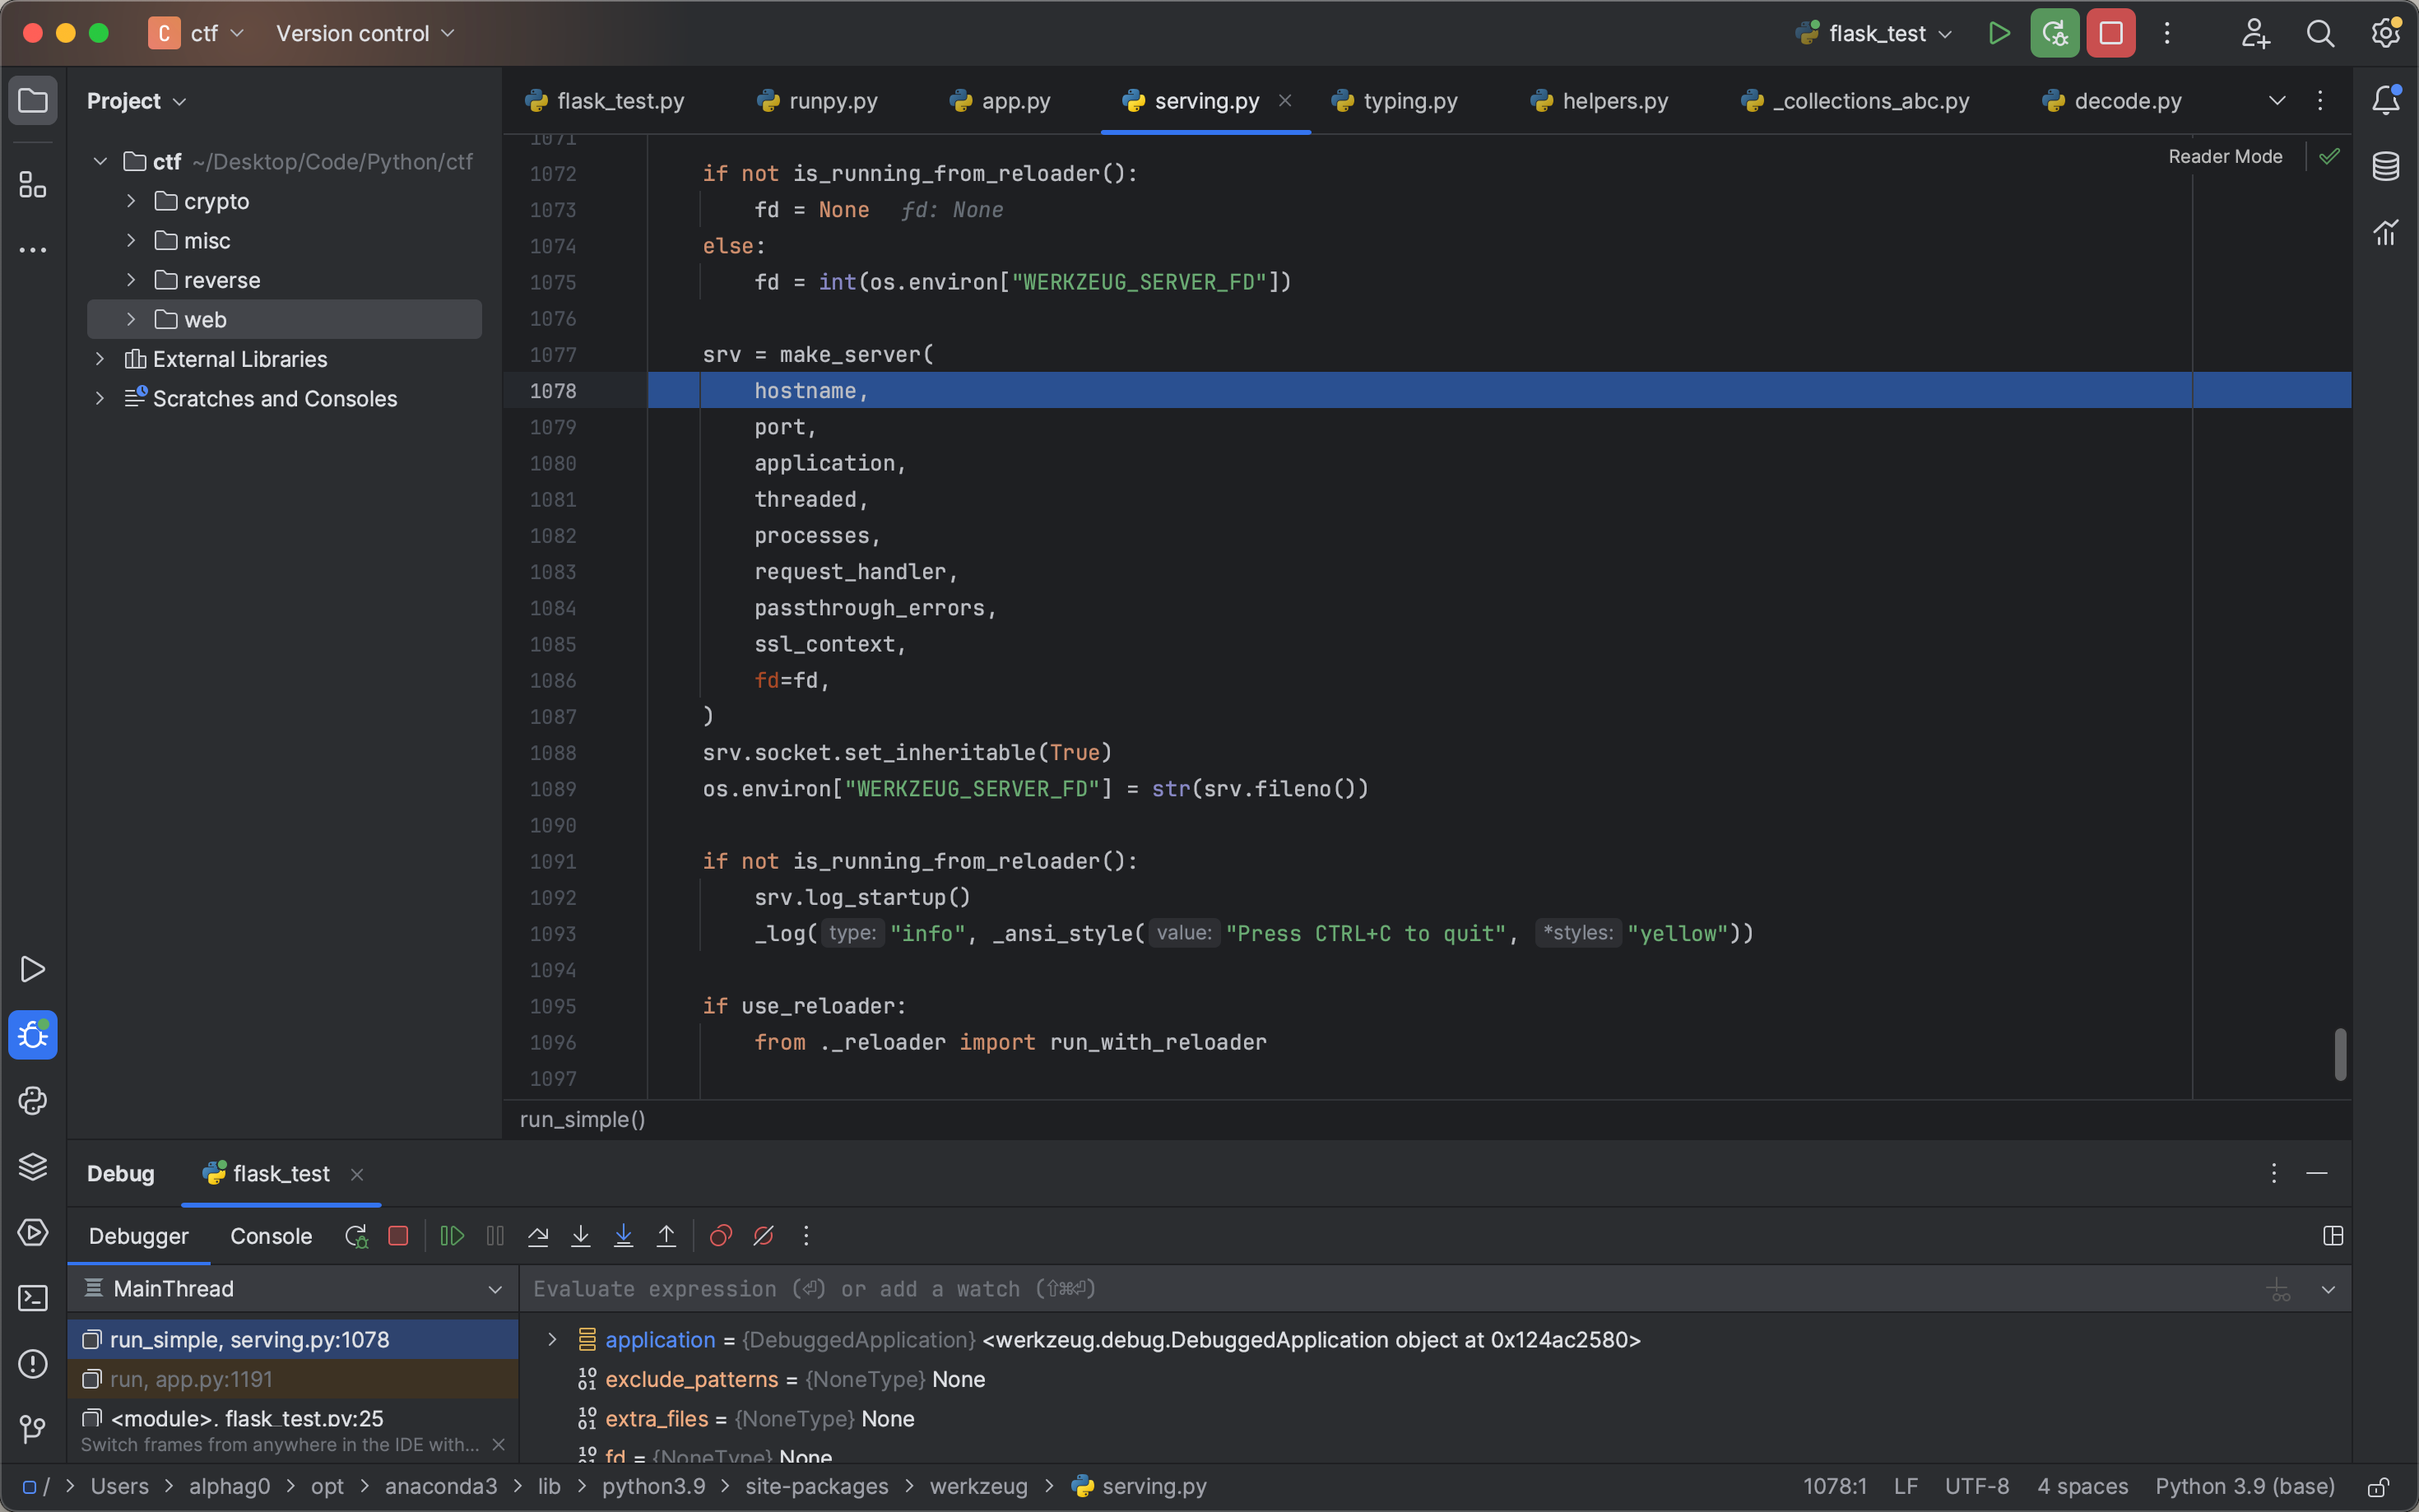 C ctf Version control flask_test
Project
ctf ~/Desktop/Code/Python/ctf
crypto
misc
reverse
web
External Libraries
Scratches and Consoles
flask_test.py runpy.py app.py serving.py typing.py helpers.py _collections_abc.py decode.py
Reader Mode
1071
1072 if not is_running_from_reloader():
1073 fd = None fd: None
1074 else:
1075 fd = int(os.environ["WERKZEUG_SERVER_FD"])
1076
1077 srv = make_server(
1078 hostname,
1079 port,
1080 application,
1081 threaded,
1082 processes,
1083 request_handler,
1084 passthrough_errors,
1085 ssl_context,
1086 fd=fd,
1087 )
1088 srv.socket.set_inheritable(True)
1089 os.environ["WERKZEUG_SERVER_FD"] = str(srv.fileno())
1090
1091 if not is_running_from_reloader():
1092 srv.log_startup()
1093 _log( type: "info", _ansi_style( value: "Press CTRL+C to quit", *styles: "yellow"))
1094
1095 if use_reloader:
1096 from ._reloader import run_with_reloader
1097
run_simple()
Debug flask_test
Debugger Console
MainThread
Evaluate expression (⏎) or add a watch (⇧⌘⏎)
run_simple, serving.py:1078
run, app.py:1191
<module>, flask_test.py:25
Switch frames from anywhere in the IDE with...
application = {DebuggedApplication} <werkzeug.debug.DebuggedApplication object at 0x124ac2580>
exclude_patterns = {NoneType} None
extra_files = {NoneType} None
fd = {NoneType} None
/ > Users > alphag0 > opt > anaconda3 > lib > python3.9 > site-packages > werkzeug > serving.py
1078:1 LF UTF-8 4 spaces Python 3.9 (base)